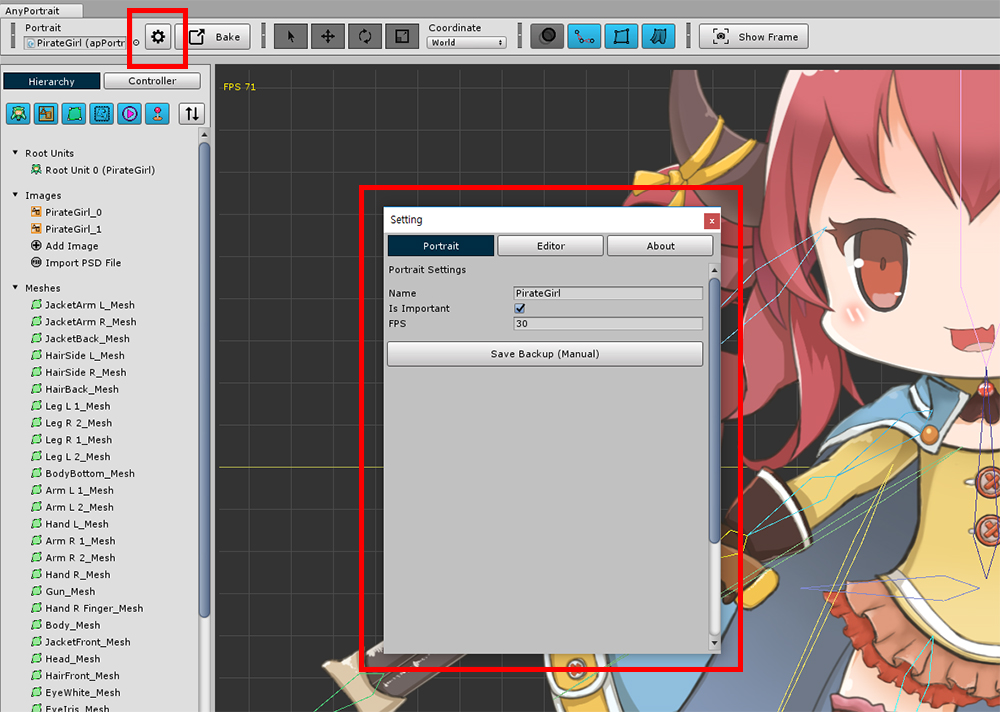 AnyPortrait
Portrait
PirateGirl (apPortr
Bake
Coordinate
World
Show Frame
Hierarchy
Controller
FPS 71
Root Units
Root Unit 0 (PirateGirl)
Images
PirateGirl_0
PirateGirl_1
Add Image
Import PSD File
Meshes
JacketArm L_Mesh
JacketArm R_Mesh
JacketBack_Mesh
HairSide L_Mesh
HairSide R_Mesh
HairBack_Mesh
Leg L 1_Mesh
Leg R 2_Mesh
Leg R 1_Mesh
Leg L 2_Mesh
BodyBottom_Mesh
Arm L 1_Mesh
Arm L 2_Mesh
Hand L_Mesh
Arm R 1_Mesh
Arm R 2_Mesh
Hand R_Mesh
Gun_Mesh
Hand R Finger_Mesh
Body_Mesh
JacketFront_Mesh
Head_Mesh
HairFront_Mesh
EyeWhite_Mesh
EyeIris_Mesh
Setting
x
Portrait
Editor
About
Portrait Settings
Name
PirateGirl
Is Important
FPS
30
Save Backup (Manual)